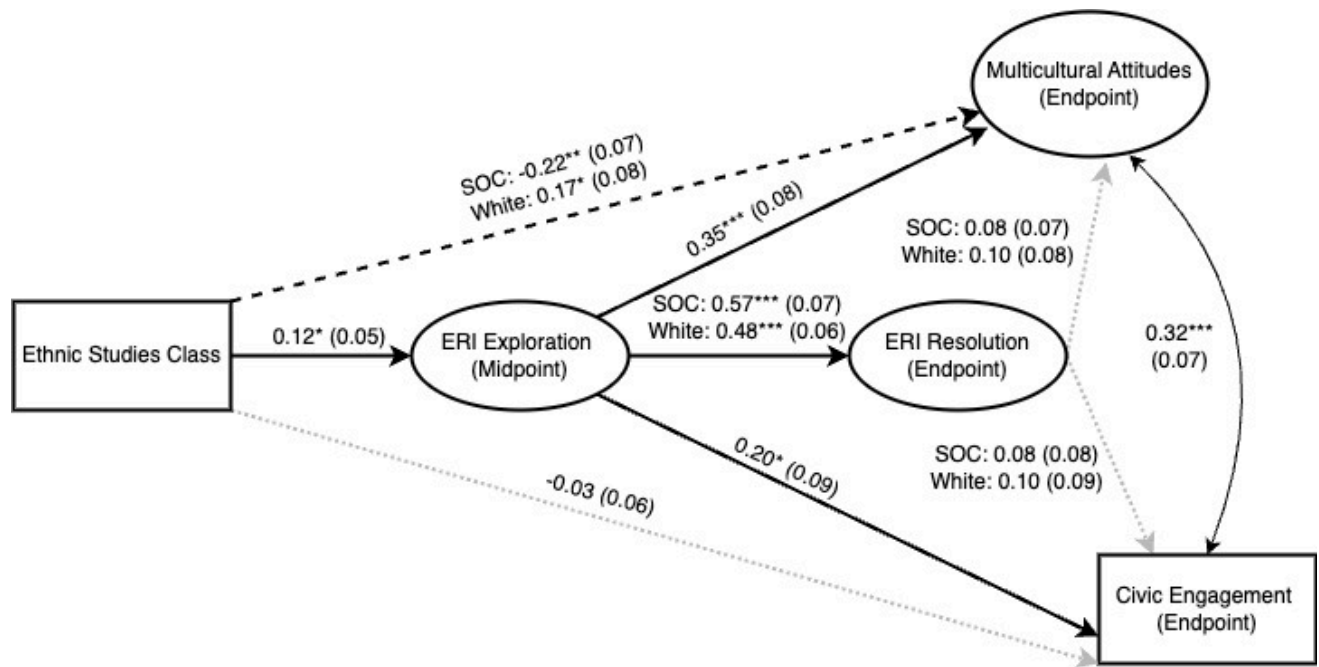 Multicultural Attitudes
(Endpoint)
SOC: -0.22** (0.07)
White: 0.17* (0.08)
0.35*** (0.08)
SOC: 0.08 (0.07)
White: 0.10 (0.08)
Ethnic Studies Class
0.12* (0.05)
ERI Exploration
(Midpoint)
SOC: 0.57*** (0.07)
White: 0.48*** (0.06)
ERI Resolution
(Endpoint)
0.32***
(0.07)
-0.03 (0.06)
0.20* (0.09)
SOC: 0.08 (0.08)
White: 0.10 (0.09)
Civic Engagement
(Endpoint)